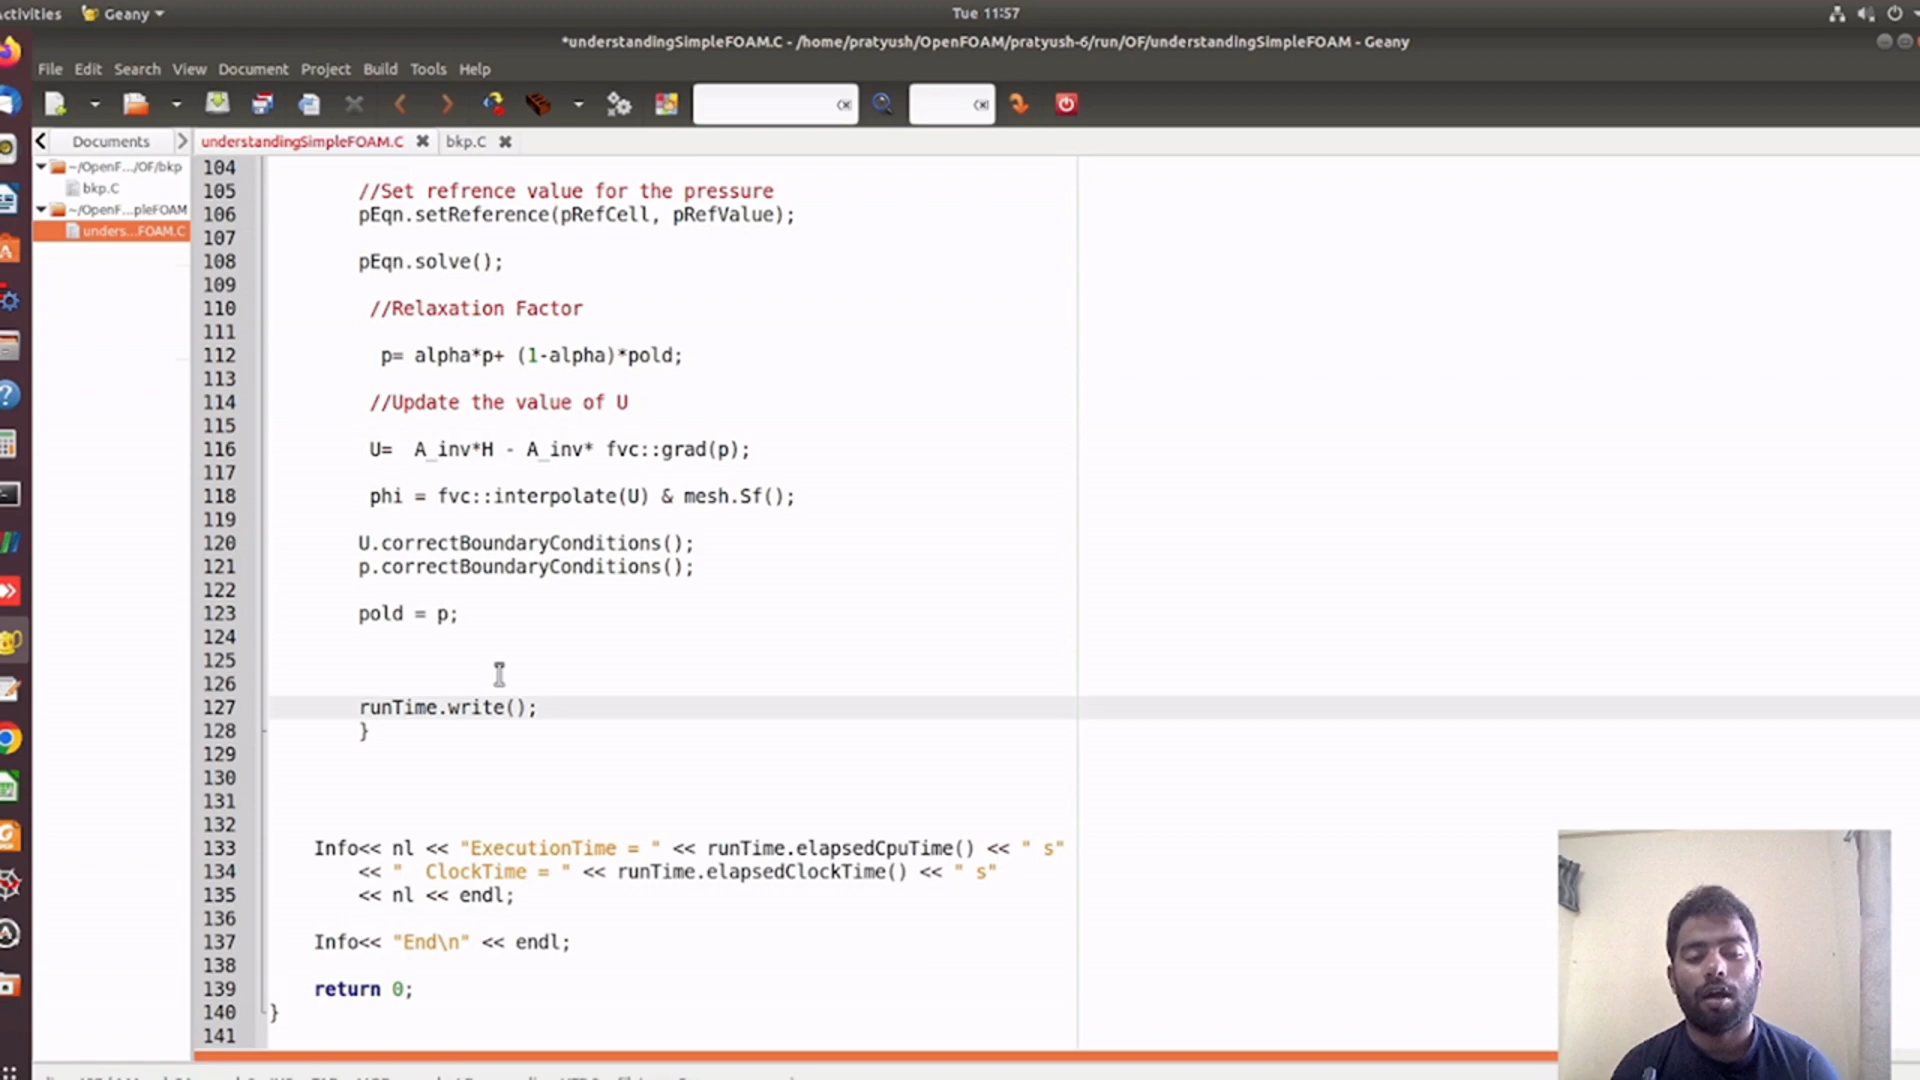 Activities
Geany
Tue 11:57
*understandingSimpleFOAM.C - /home/pratyush/OpenFOAM/pratyush-6/run/OF/understandingSimpleFOAM - Geany
File Edit Search View Document Project Build Tools Help
Documents
understandingSimpleFOAM.C
bkp.C
~/OpenF.../OF/bkp
bkp.C
~/OpenF...pleFOAM
unders...FOAM.C
104
105 //Set refrence value for the pressure
106 pEqn.setReference(pRefCell, pRefValue);
107
108 pEqn.solve();
109
110 //Relaxation Factor
111
112 p= alpha*p+ (1-alpha)*pold;
113
114 //Update the value of U
115
116 U=  A_inv*H - A_inv* fvc::grad(p);
117
118 phi = fvc::interpolate(U) & mesh.Sf();
119
120 U.correctBoundaryConditions();
121 p.correctBoundaryConditions();
122
123 pold = p;
124
125
126
127 runTime.write();
128 }
129
130
131
132
133 Info<< nl << "ExecutionTime = " << runTime.elapsedCpuTime() << " s"
134 << "  ClockTime = " << runTime.elapsedClockTime() << " s"
135 << nl << endl;
136
137 Info<< "End\n" << endl;
138
139 return 0;
140 }
141